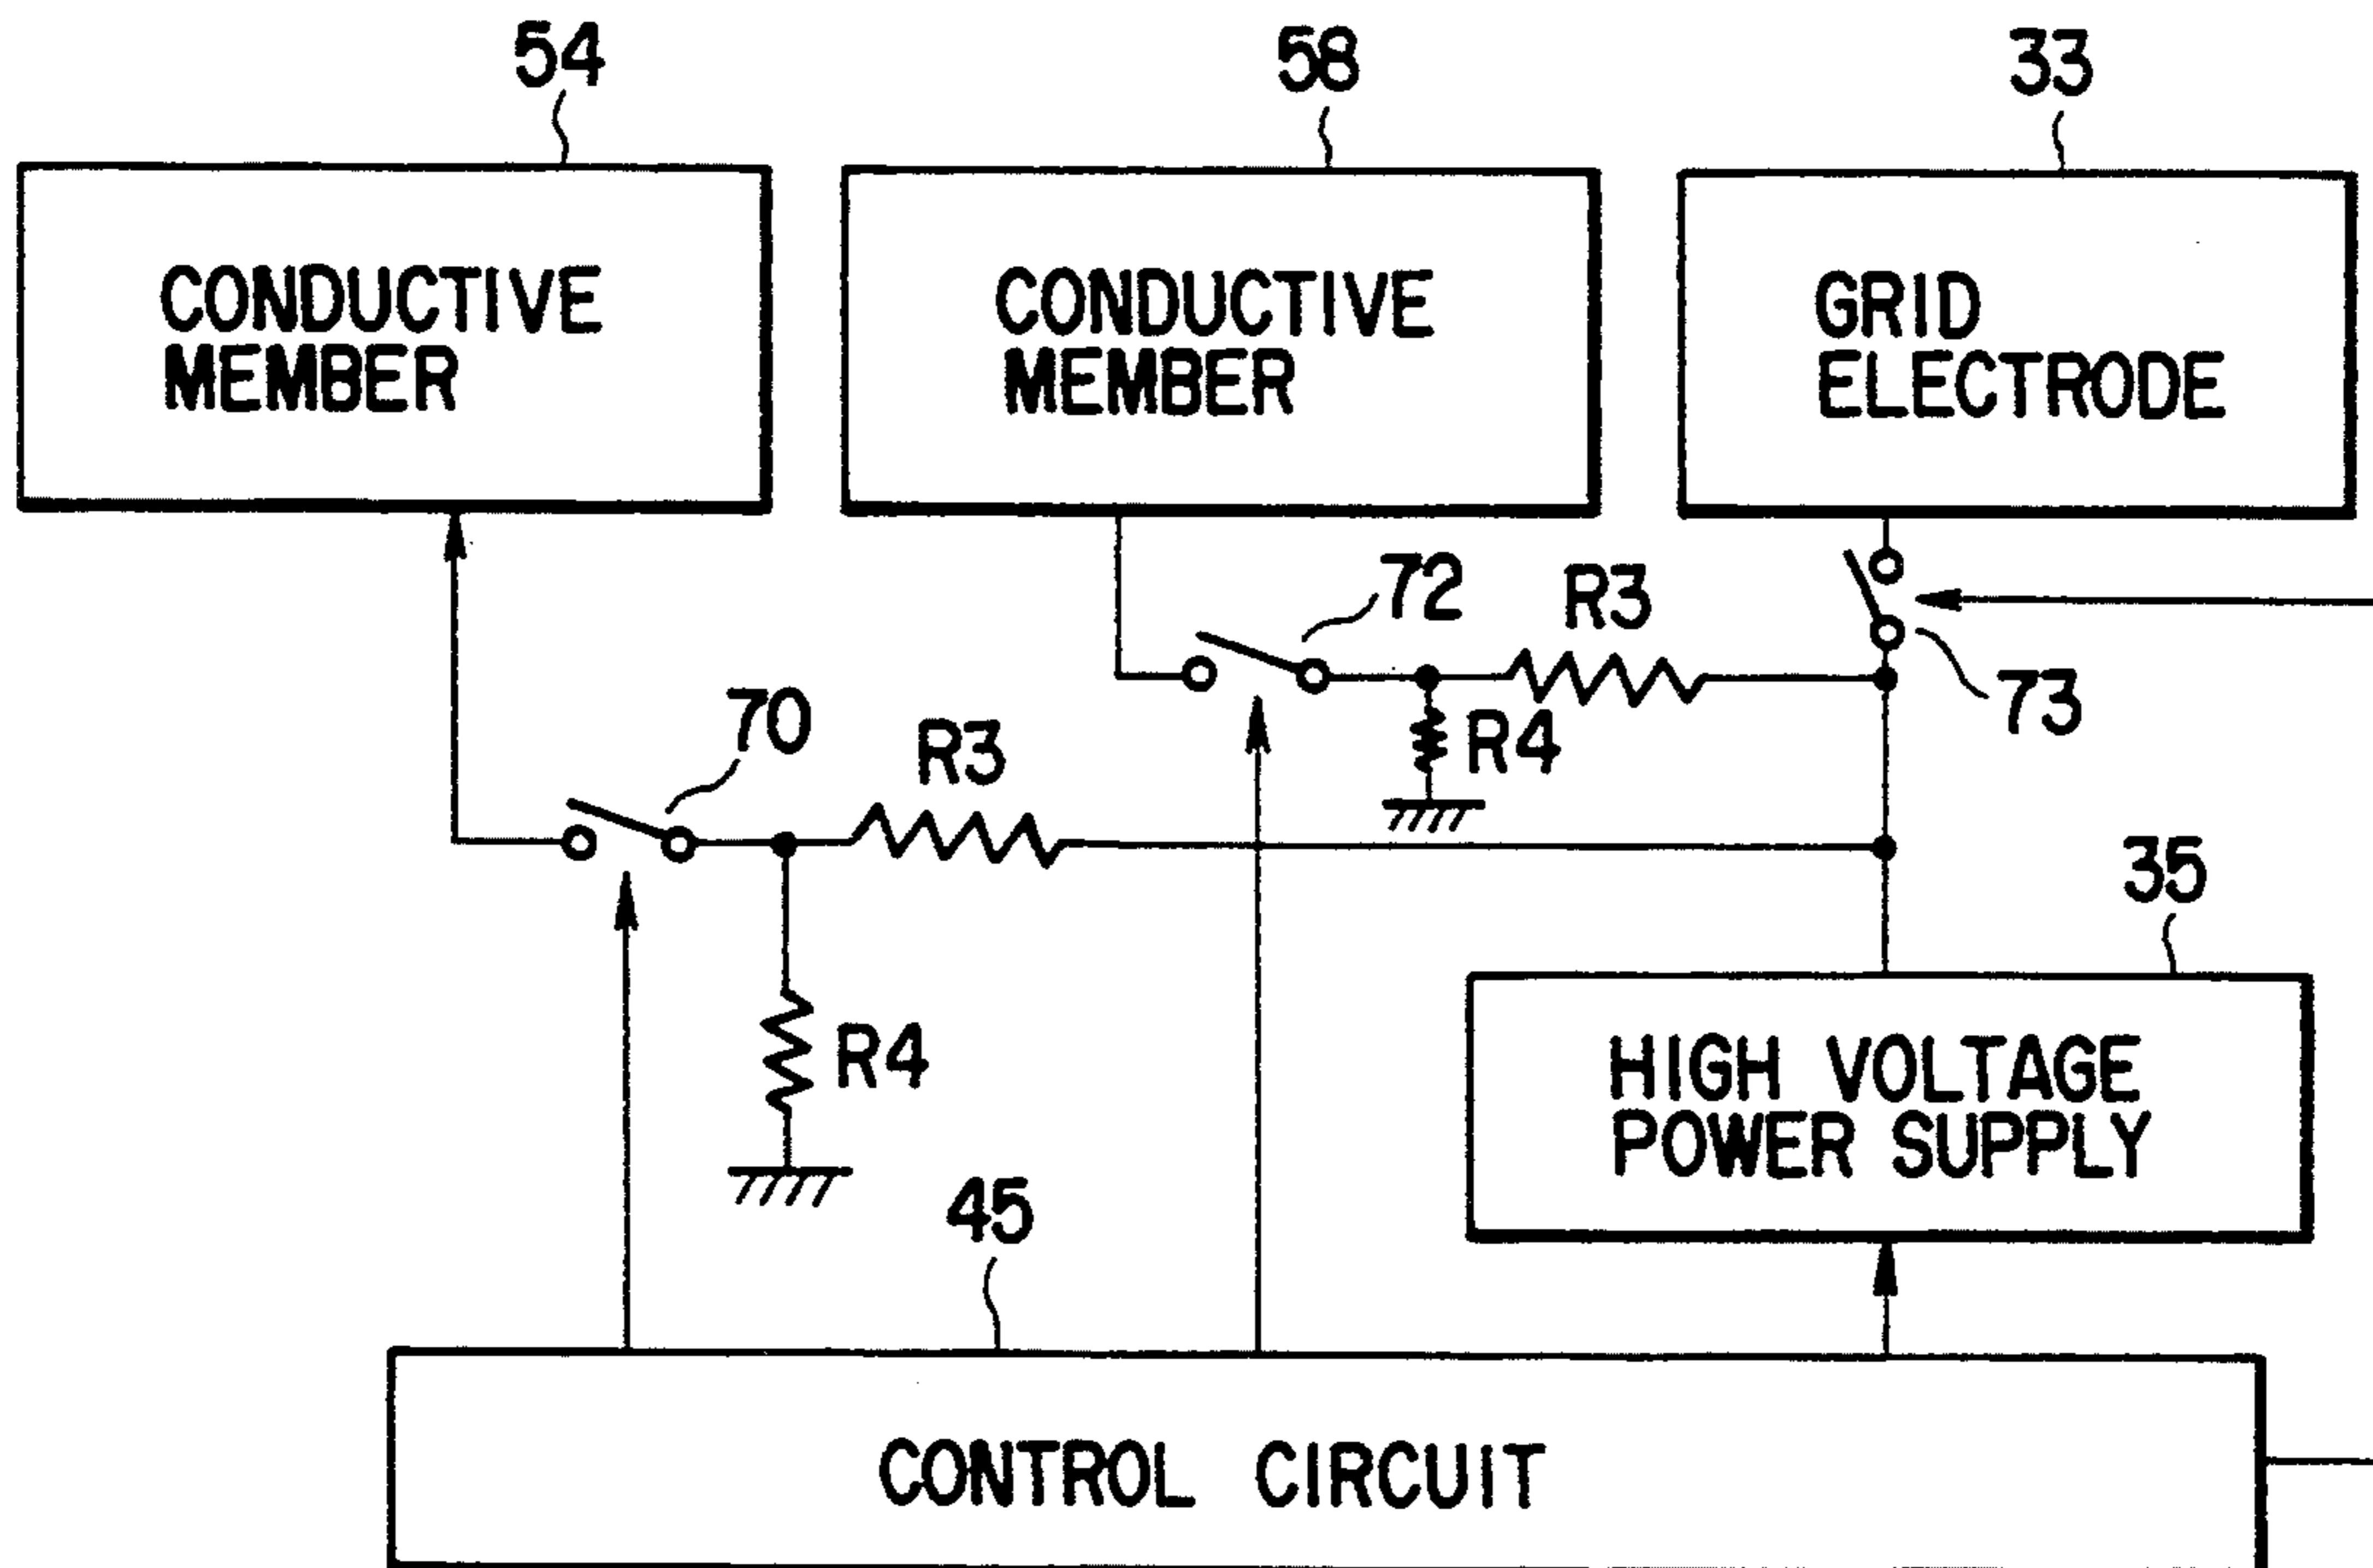 54
58
33
CONDUCTIVE
MEMBER
CONDUCTIVE
MEMBER
GRID
ELECTRODE
72
R3
73
70
R3
R4
35
R4
HIGH VOLTAGE
POWER SUPPLY
45
CONTROL CIRCUIT